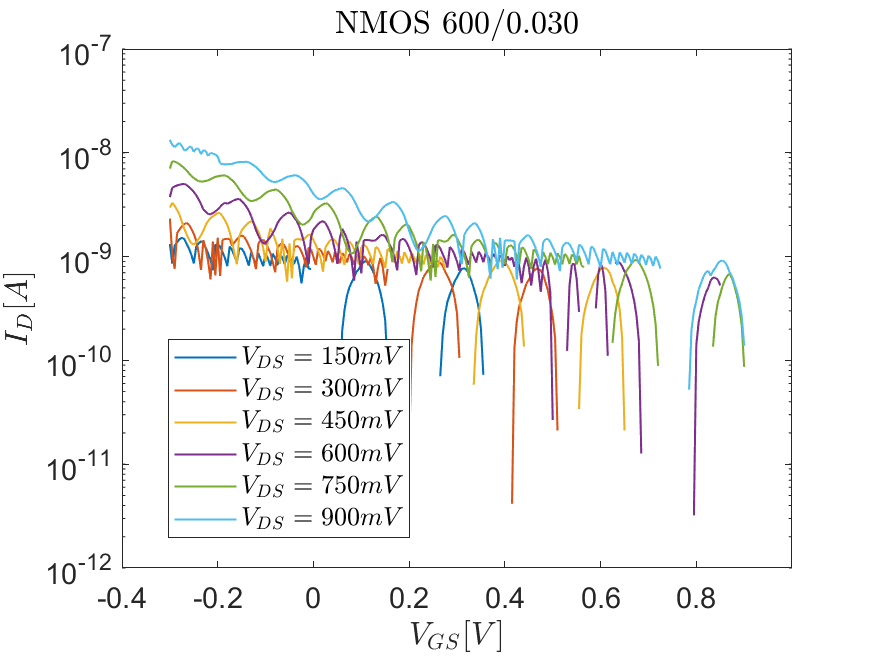 NMOS 600/0.030
10^-7
10^-8
10^-9
10^-10
10^-11
10^-12
I_D[A]
V_DS = 150mV
V_DS = 300mV
V_DS = 450mV
V_DS = 600mV
V_DS = 750mV
V_DS = 900mV
-0.4 -0.2 0 0.2 0.4 0.6 0.8
V_GS[V]